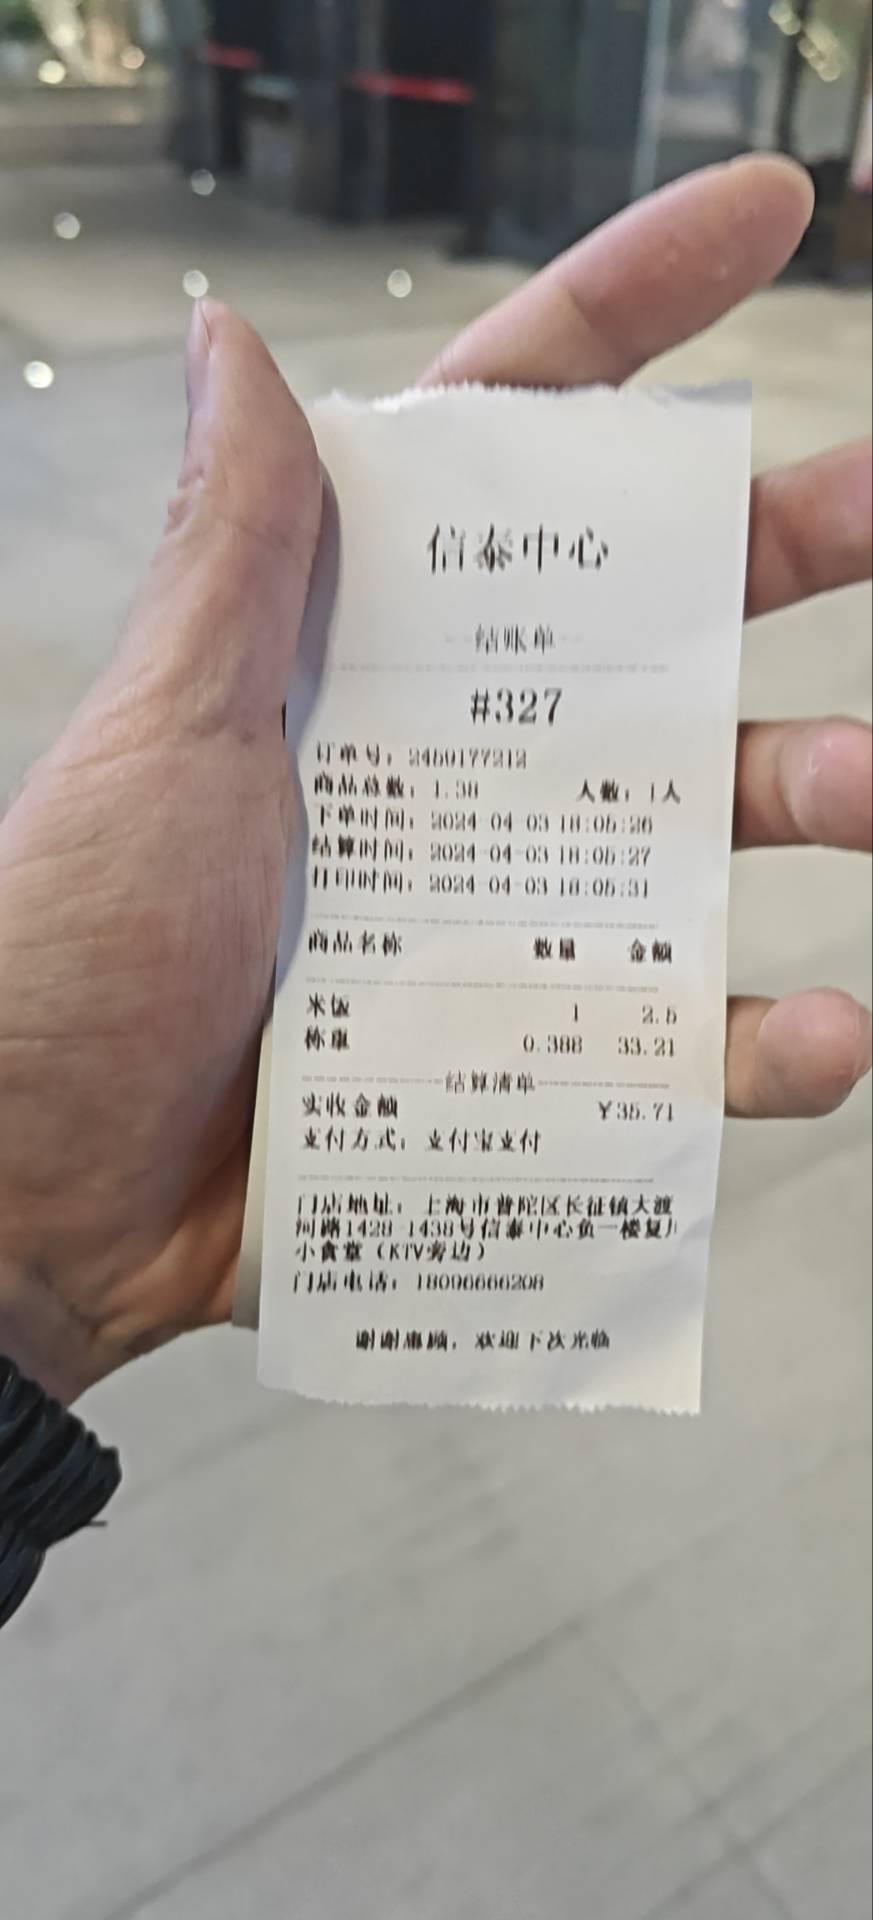 信泰中心
结账单
#327
订单号：2450177212
商品总数：1.38 人数：1人
下单时间：2024-04-03 18:05:26
结算时间：2024-04-03 18:05:27
打印时间：2024-04-03 18:05:31
商品名称 数量 金额
米饭 1 2.5
称重 0.388 33.21
结算清单
实收金额 ￥35.71
支付方式：支付宝支付
门店地址：上海市普陀区长征镇大渡
河路1428-1438号信泰中心负一楼复
小食堂（KTV旁边）
门店电话：18096666208
谢谢惠顾，欢迎下次光临